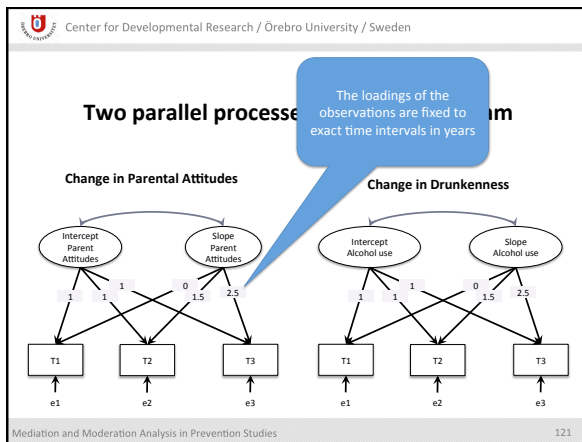 Center for Developmental Research / Örebro University / Sweden
The loadings of the
observations are fixed to
exact time intervals in years
Two parallel processe am
Change in Parental Attitudes
Change in Drunkenness
Intercept
Parent
Attitudes
Slope
Parent
Attitudes
Intercept
Alcohol use
Slope
Alcohol use
1 1 1 0 1.5 2.5
1 1 1 0 1.5 2.5
T1 T2 T3
T1 T2 T3
e1 e2 e3
e1 e2 e3
Mediation and Moderation Analysis in Prevention Studies
121